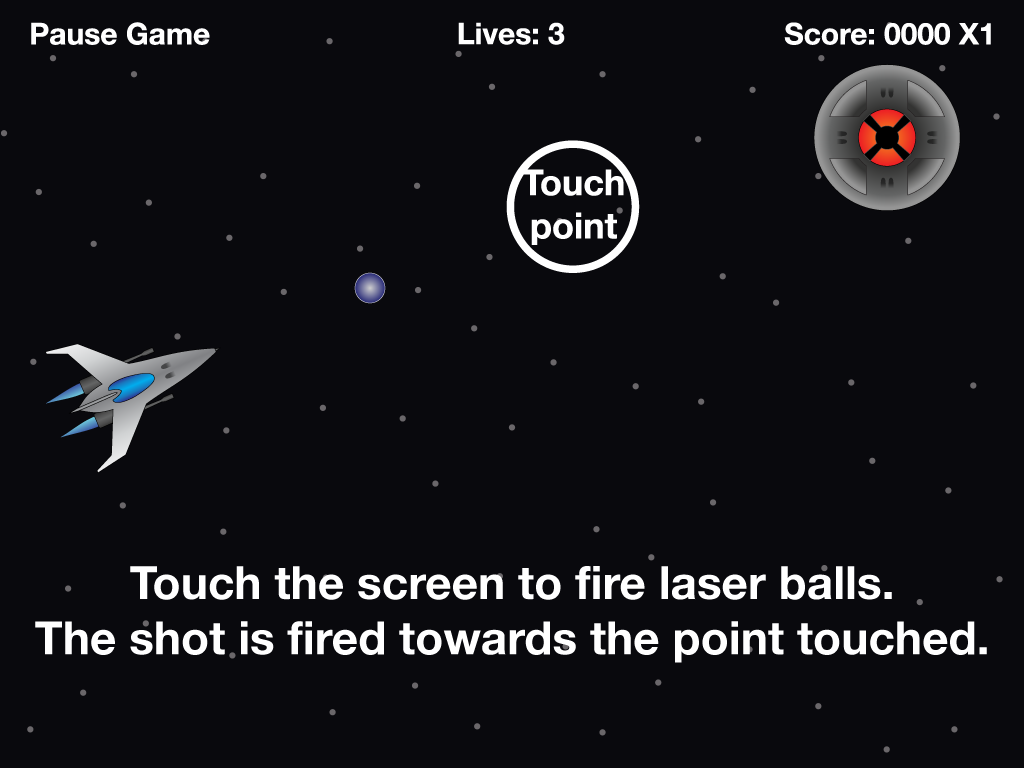 Pause Game
Lives: 3
Score: 0000 X1
Touch
point
Touch the screen to fire laser balls.
The shot is fired towards the point touched.